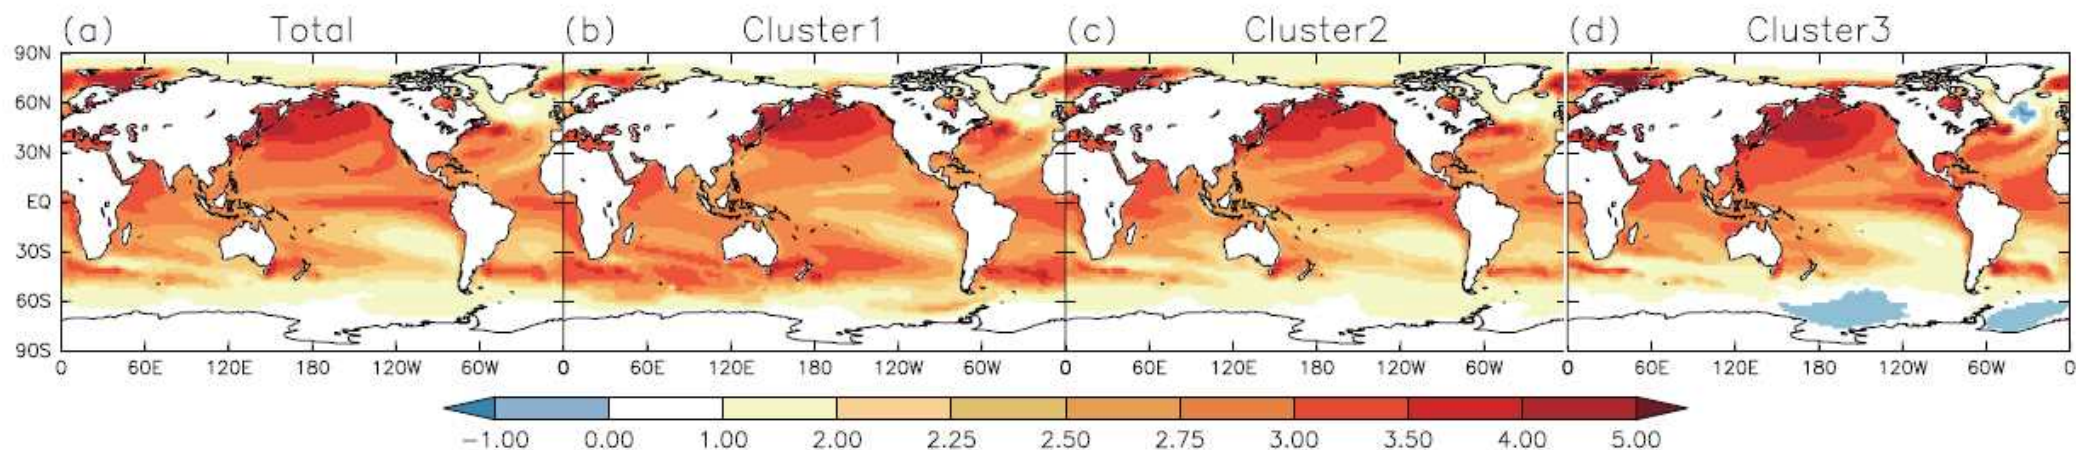 (a) Total (b) Cluster1 (c) Cluster2 (d) Cluster3
90N
60N
30N
EQ
30S
60S
90S
0 60E 120E 180 120W 60W 0 60E 120E 180 120W 60W 0 60E 120E 180 120W 60W 0 60E 120E 180 120W 60W 0
−1.00 0.00 1.00 2.00 2.25 2.50 2.75 3.00 3.50 4.00 5.00